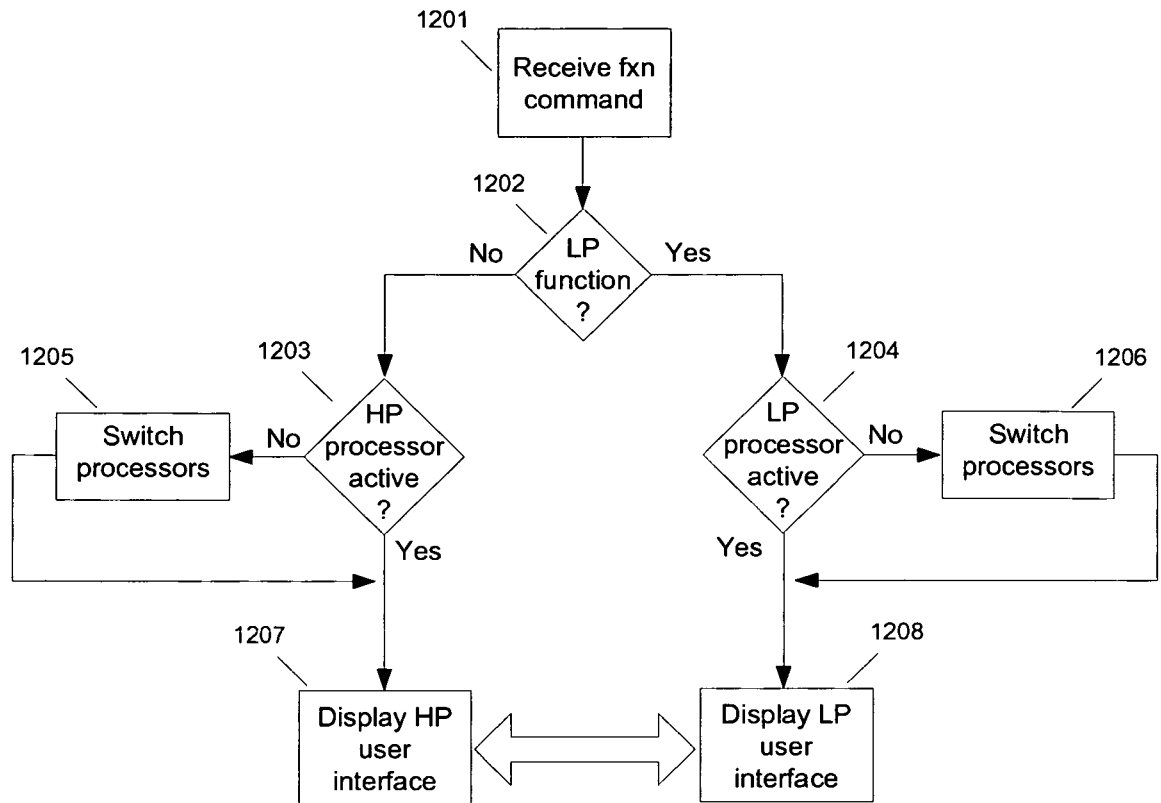 1201
Receive fxn
command
1202
No
LP
function
?
Yes
1203
HP
processor
active
?
1204
LP
processor
active
?
1205
Switch
processors
No
No
1206
Switch
processors
Yes
Yes
1207
Display HP
user
interface
1208
Display LP
user
interface